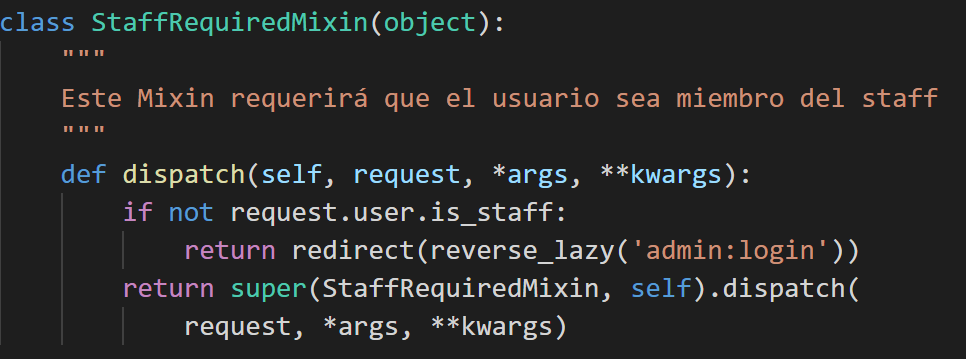 class StaffRequiredMixin(object):
    """
    Este Mixin requerirá que el usuario sea miembro del staff
    """
    def dispatch(self, request, *args, **kwargs):
        if not request.user.is_staff:
            return redirect(reverse_lazy('admin:login'))
        return super(StaffRequiredMixin, self).dispatch(
            request, *args, **kwargs)